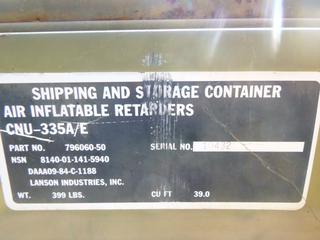 SHIPPING AND STORAGE CONTAINER
AIR INFLATABLE RETARDERS
CNU-335A/E
PART NO. 796060-50 SERIAL NO. 10432
NSN 8140-01-141-5940
DAAA09-84-C-1188
LANSON INDUSTRIES, INC.
WT. 399 LBS. CU FT 39.0